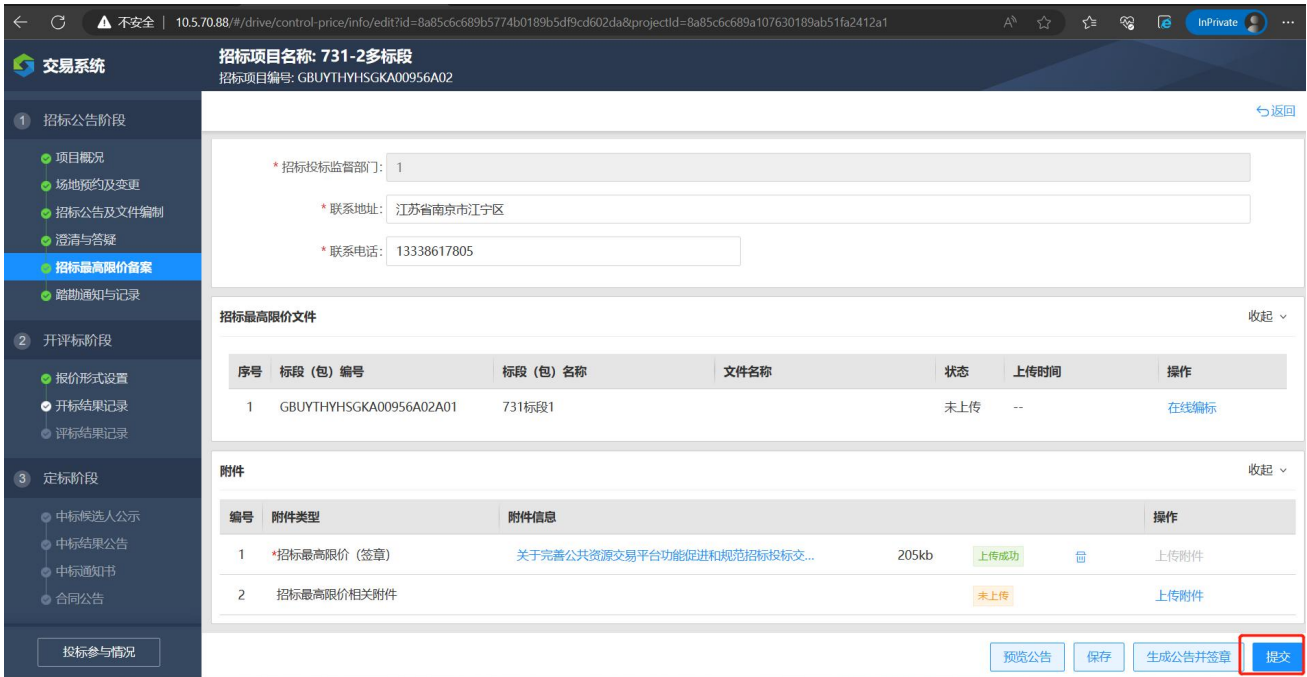 不安全 | 10.5.70.88/#/drive/control-price/info/edit?id=8a85c6c689b5774b0189b5df9cd602da&projectId=8a85c6c689a107630189ab51fa2412a1
InPrivate
交易系统
招标项目名称: 731-2多标段
招标项目编号: GBUYTHYHSGKA00956A02
返回
1 招标公告阶段
项目概况
场地预约及变更
招标公告及文件编制
澄清与答疑
招标最高限价备案
踏勘通知与记录
2 开评标阶段
报价形式设置
开标结果记录
评标结果记录
3 定标阶段
中标候选人公示
中标结果公告
中标通知书
合同公告
投标参与情况
* 招标投标监督部门: 1
* 联系地址: 江苏省南京市江宁区
* 联系电话: 13338617805
招标最高限价文件 收起
序号 标段（包）编号 标段（包）名称 文件名称 状态 上传时间 操作
1 GBUYTHYHSGKA00956A02A01 731标段1 未上传 -- 在线编标
附件 收起
编号 附件类型 附件信息 操作
1 *招标最高限价（签章） 关于完善公共资源交易平台功能促进和规范招标投标交... 205kb 上传成功 上传附件
2 招标最高限价相关附件 未上传 上传附件
预览公告 保存 生成公告并签章 提交